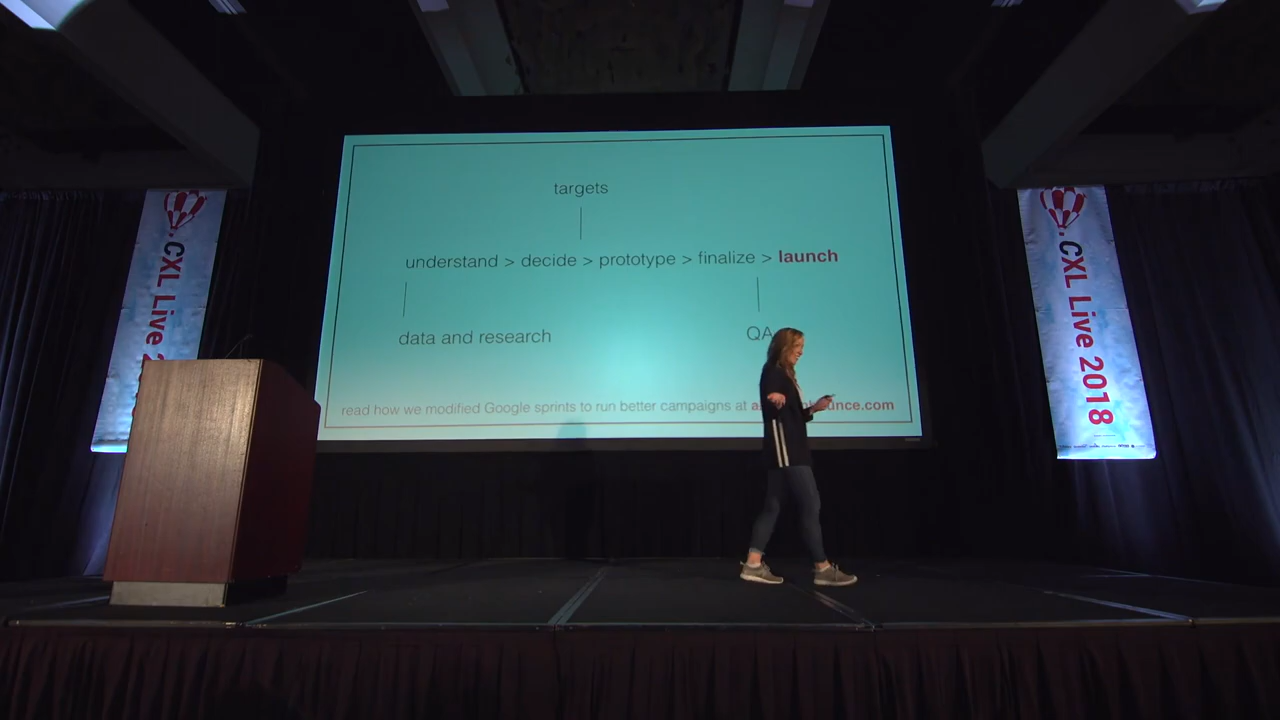 targets
understand > decide > prototype > finalize > launch
data and research
QA
read how we modified Google sprints to run better campaigns at
CXL Live
CXL Live 2018